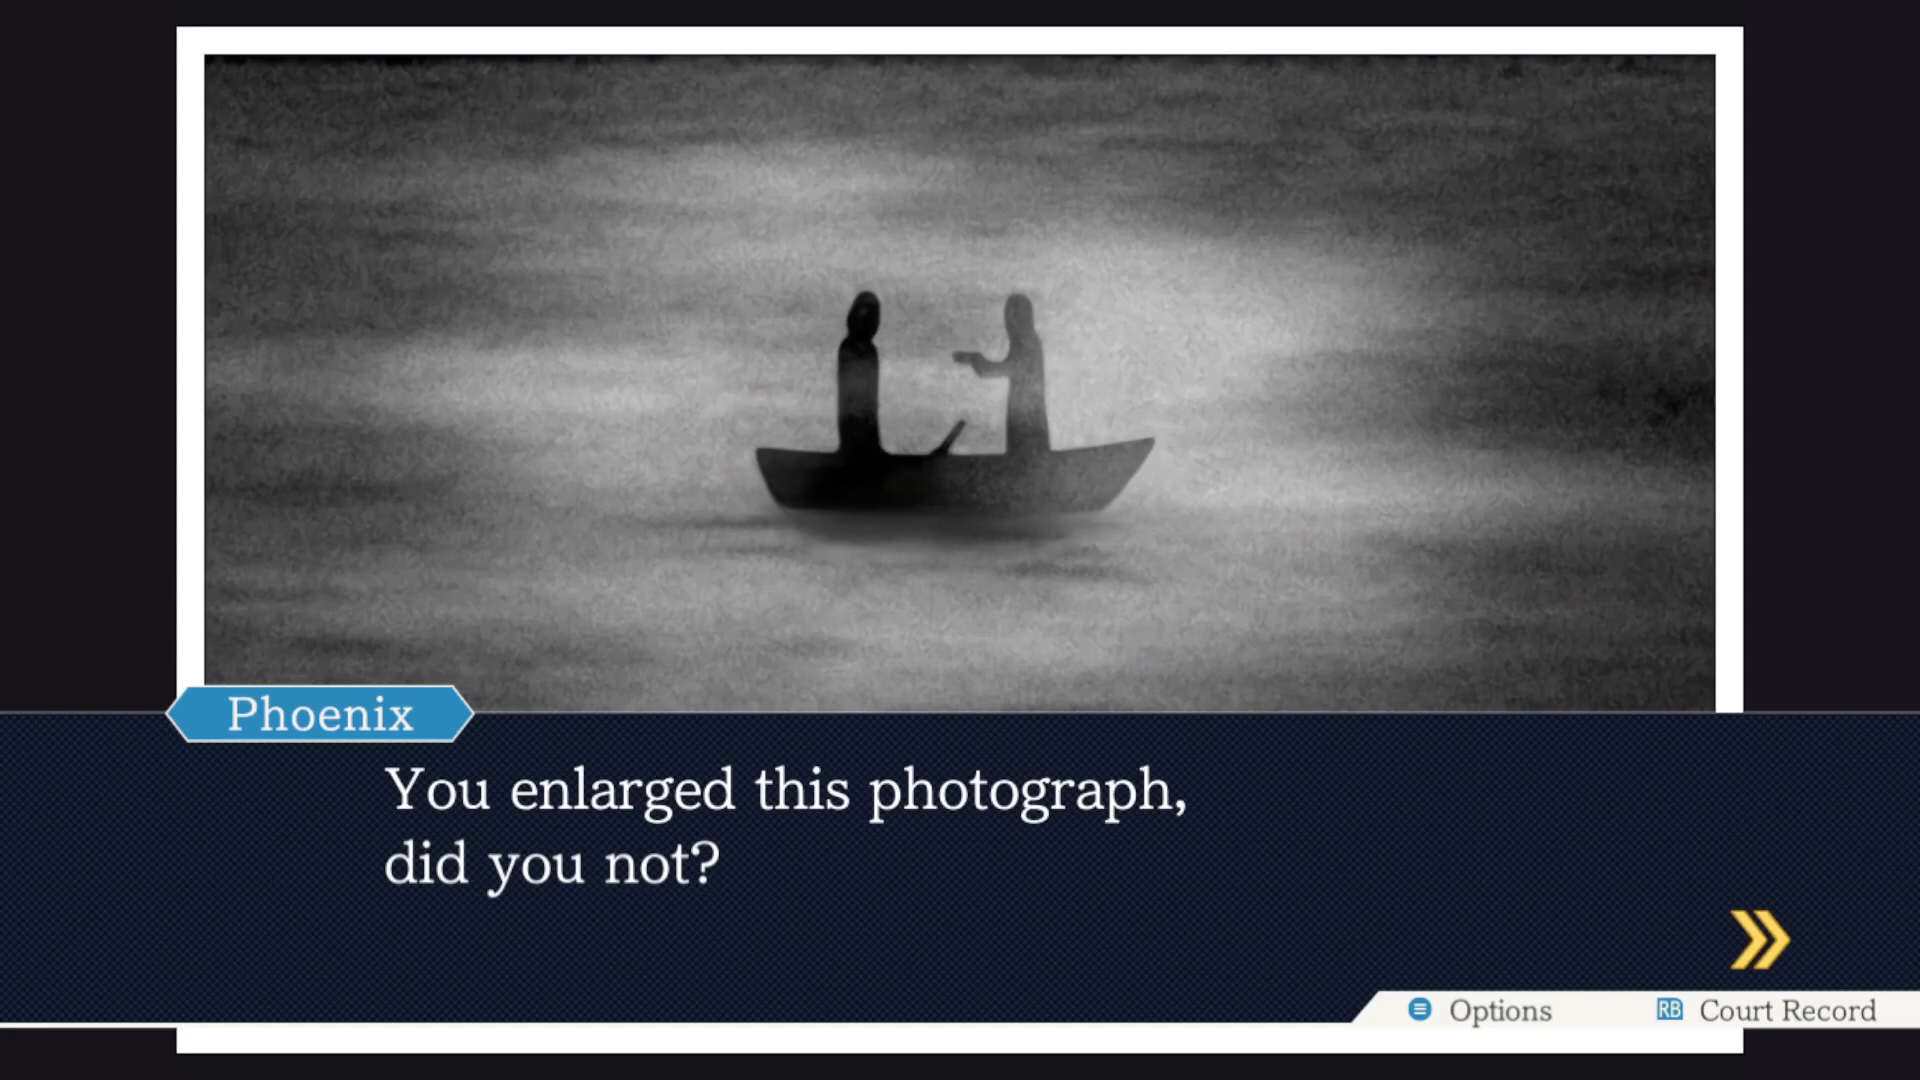 Phoenix
You enlarged this photograph,
did you not?
Options
RB Court Record